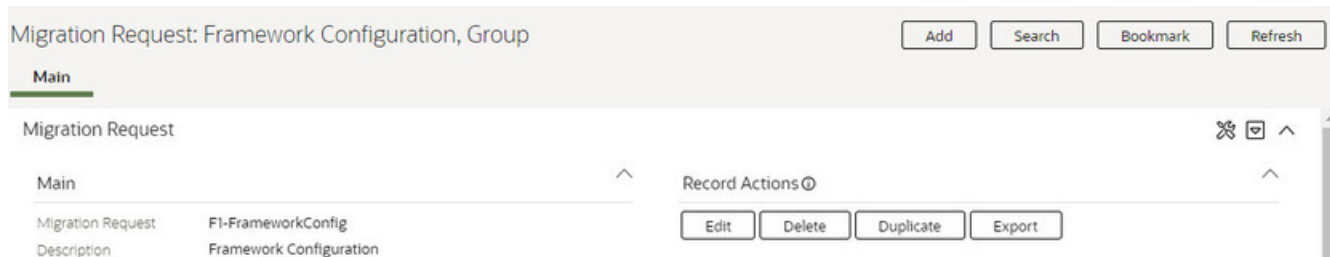 Migration Request: Framework Configuration, Group Add Search Bookmark Refresh
Main
Migration Request
Main Record Actions
Migration Request F1-FrameworkConfig Edit Delete Duplicate Export
Description Framework Configuration